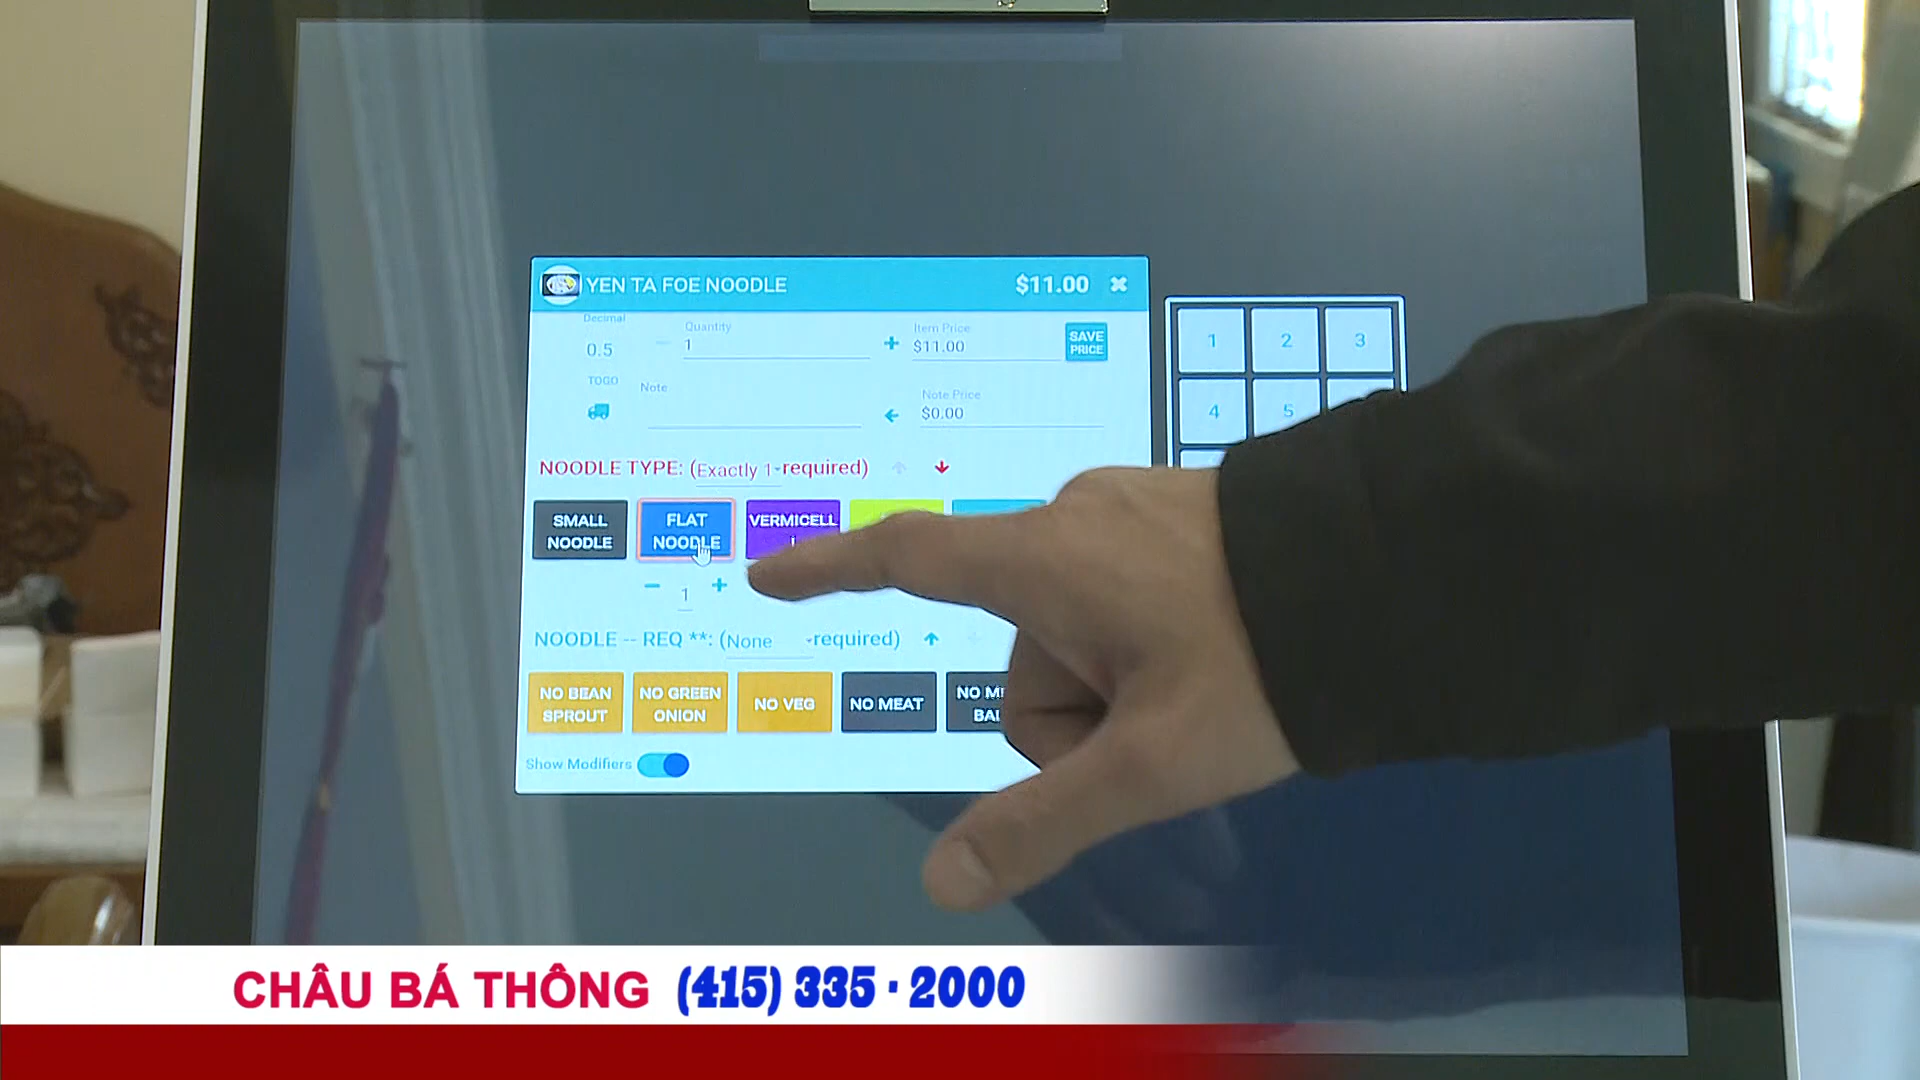 YEN TA FOE NOODLE $11.00
Decimal Quantity Item Price
0.5 1 $11.00 SAVE PRICE
TOGO Note Note Price
$0.00
NOODLE TYPE: (Exactly 1-required)
SMALL NOODLE
FLAT NOODLE
VERMICELLI
1
NOODLE -- REQ **: (None -required)
NO BEAN SPROUT
NO GREEN ONION
NO VEG
NO MEAT
NO
Show Modifiers
1 2 3
4 5
CHÂU BÁ THÔNG (415) 335 · 2000